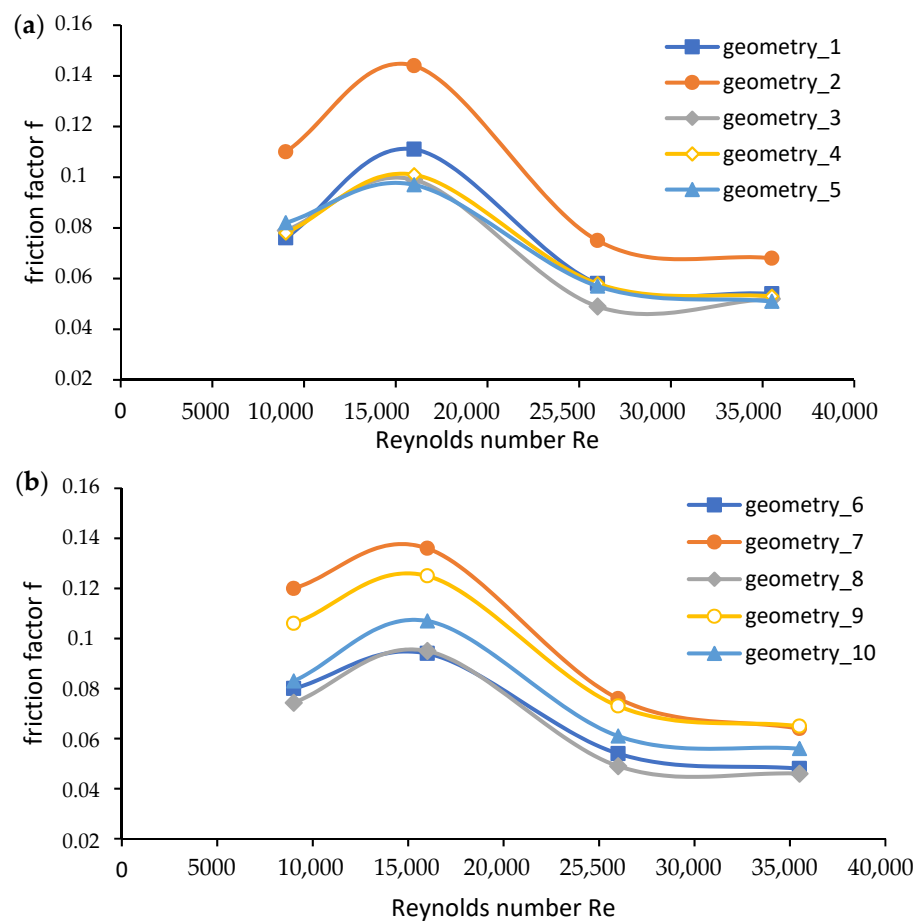 (a)
0.16
0.14
0.12
0.1
0.08
0.06
0.04
0.02
friction factor f
geometry_1
geometry_2
geometry_3
geometry_4
geometry_5
0 5000 10,000 15,000 20,000 25,500 30,000 35,000 40,000
Reynolds number Re
(b)
0.16
0.14
0.12
0.1
0.08
0.06
0.04
0.02
friction factor f
geometry_6
geometry_7
geometry_8
geometry_9
geometry_10
0 5000 10,000 15,000 20,000 25,500 30,000 35,000 40,000
Reynolds number Re